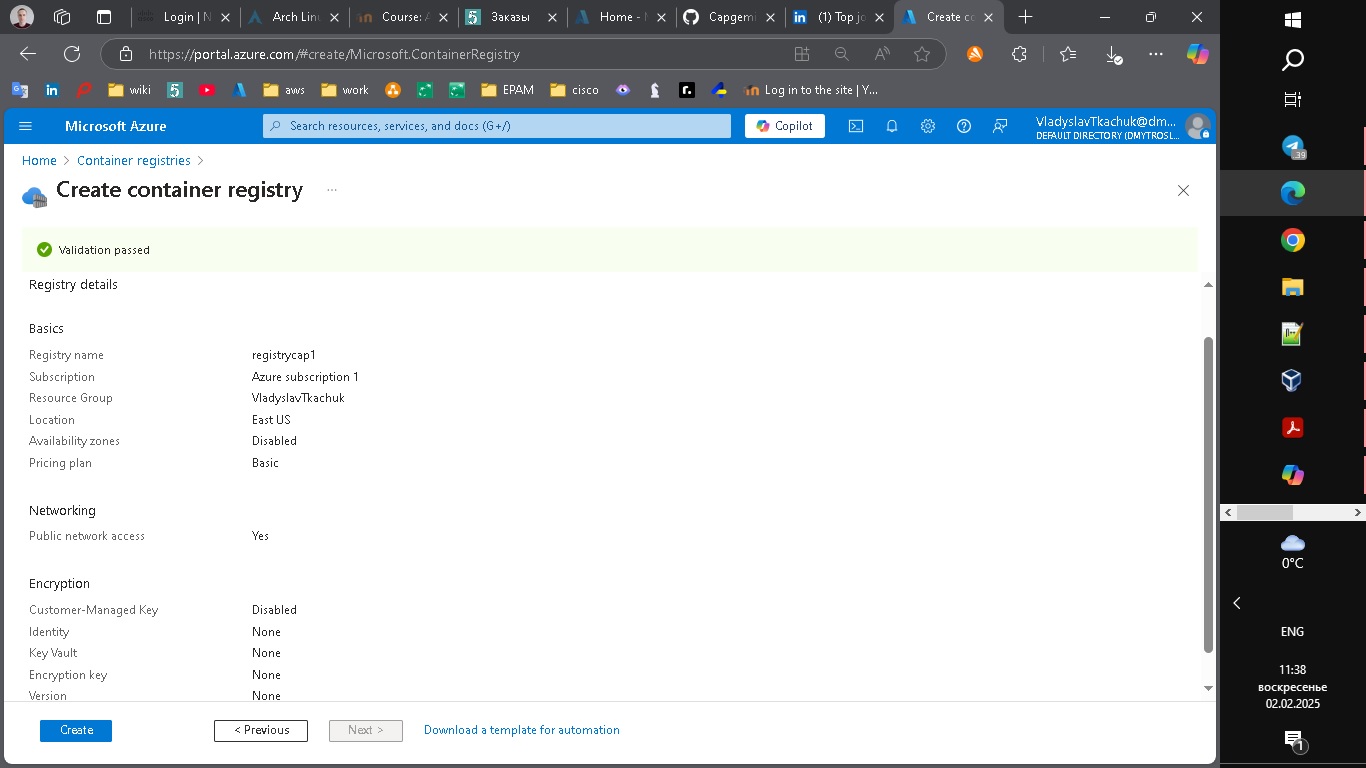 Login | N
Arch Linu
Course: A
Заказы
Home - M
Capgemi
(1) Top jo
Create co
https://portal.azure.com/#create/Microsoft.ContainerRegistry
wiki
aws
work
EPAM
cisco
Log in to the site | Y...
Microsoft Azure
Search resources, services, and docs (G+/)
Copilot
VladyslavTkachuk@dm...
DEFAULT DIRECTORY (DMYTROSL...
Home > Container registries >
Create container registry ...
Validation passed
Registry details
Basics
Registry name registrycap1
Subscription Azure subscription 1
Resource Group VladyslavTkachuk
Location East US
Availability zones Disabled
Pricing plan Basic
Networking
Public network access Yes
Encryption
Customer-Managed Key Disabled
Identity None
Key Vault None
Encryption key None
Version None
Create
< Previous
Next >
Download a template for automation
39
0°C
ENG
11:38
воскресенье
02.02.2025
1